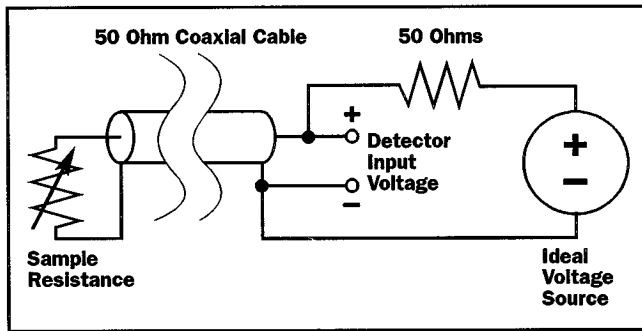 50 Ohm Coaxial Cable
50 Ohms
+
Detector
Input
Voltage
−
+
−
Sample
Resistance
Ideal
Voltage
Source